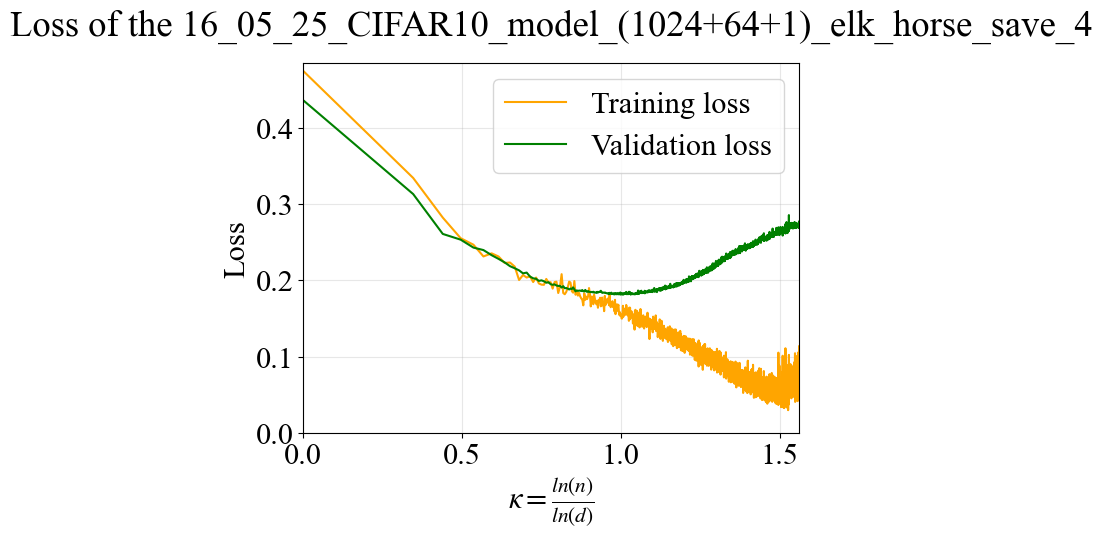 Loss of the 16_05_25_CIFAR10_model_(1024+64+1)_elk_horse_save_4
Training loss
Validation loss
Loss
0.4
0.3
0.2
0.1
0.0
0.0 0.5 1.0 1.5
κ = ln(n)/ln(d)